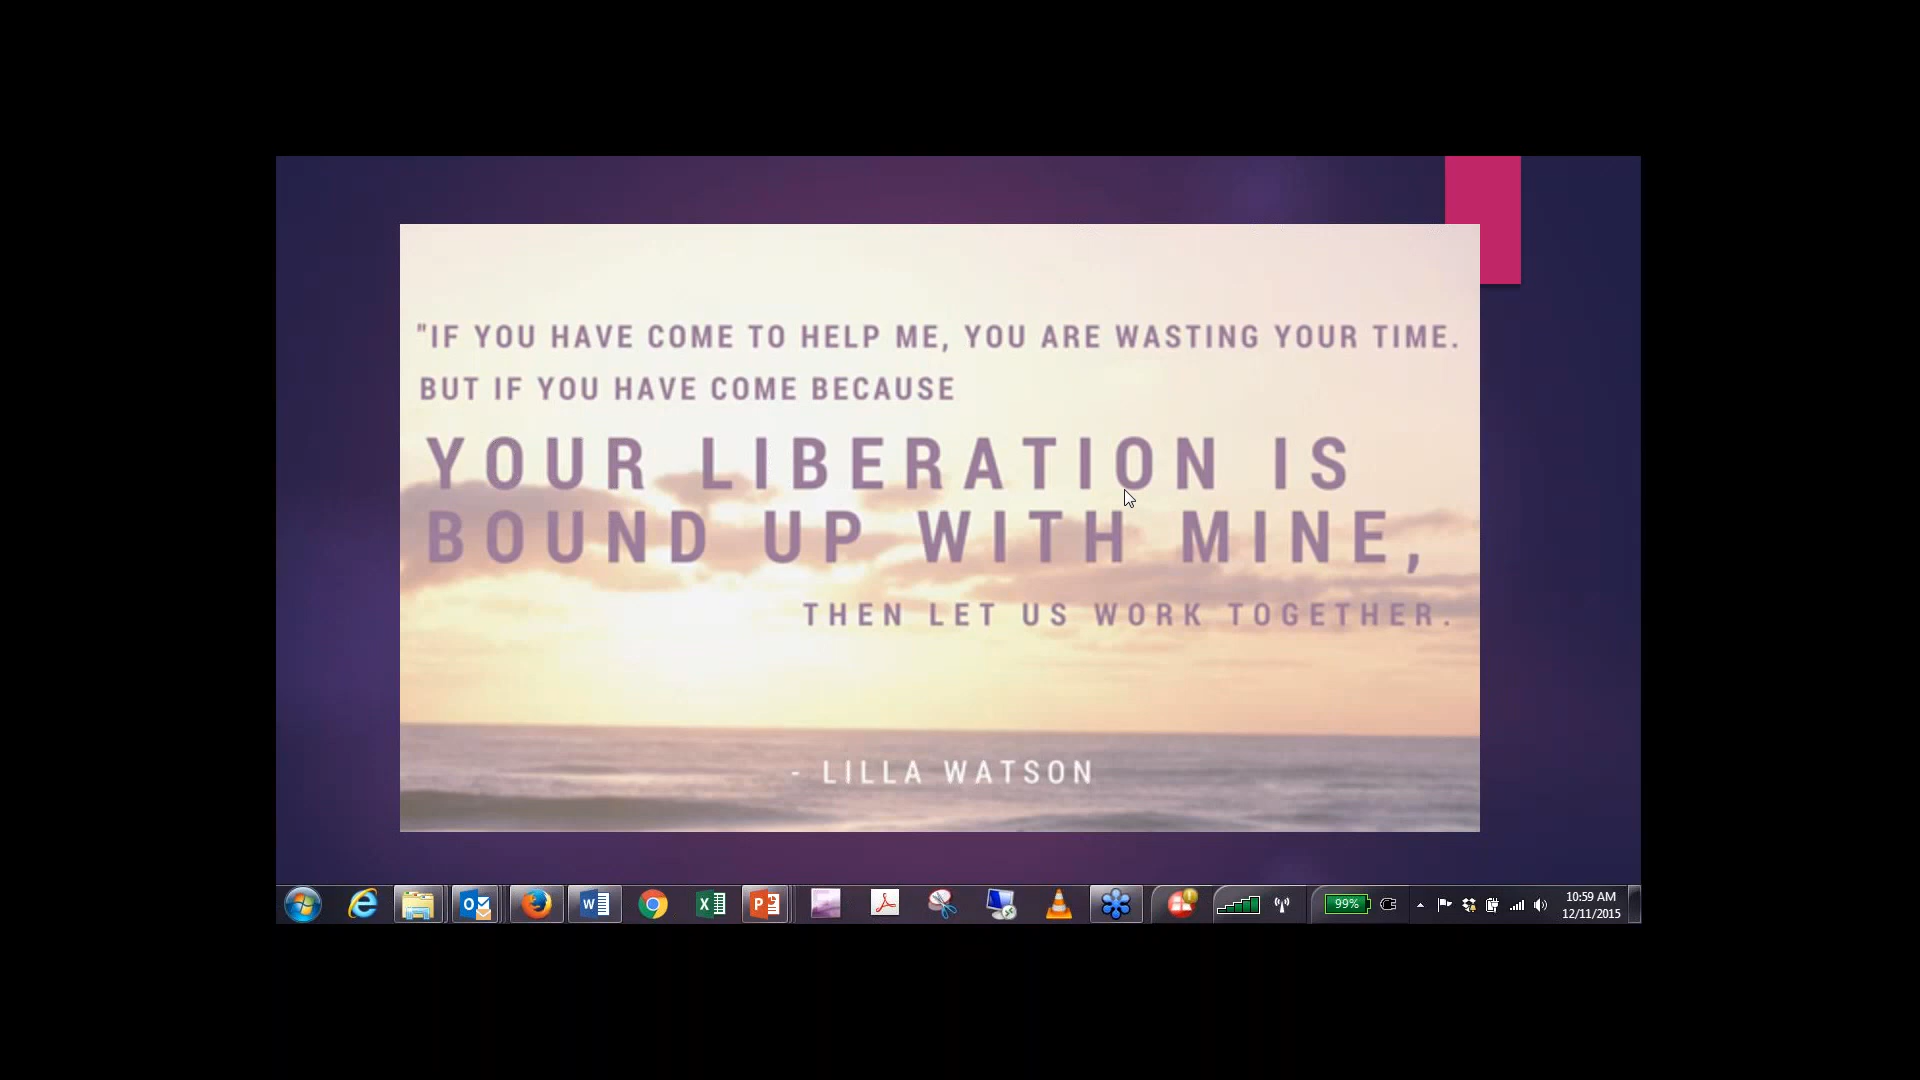 "IF YOU HAVE COME TO HELP ME, YOU ARE WASTING YOUR TIME.
BUT IF YOU HAVE COME BECAUSE
YOUR LIBERATION IS
BOUND UP WITH MINE,
THEN LET US WORK TOGETHER.
- LILLA WATSON
99%
10:59 AM
12/11/2015